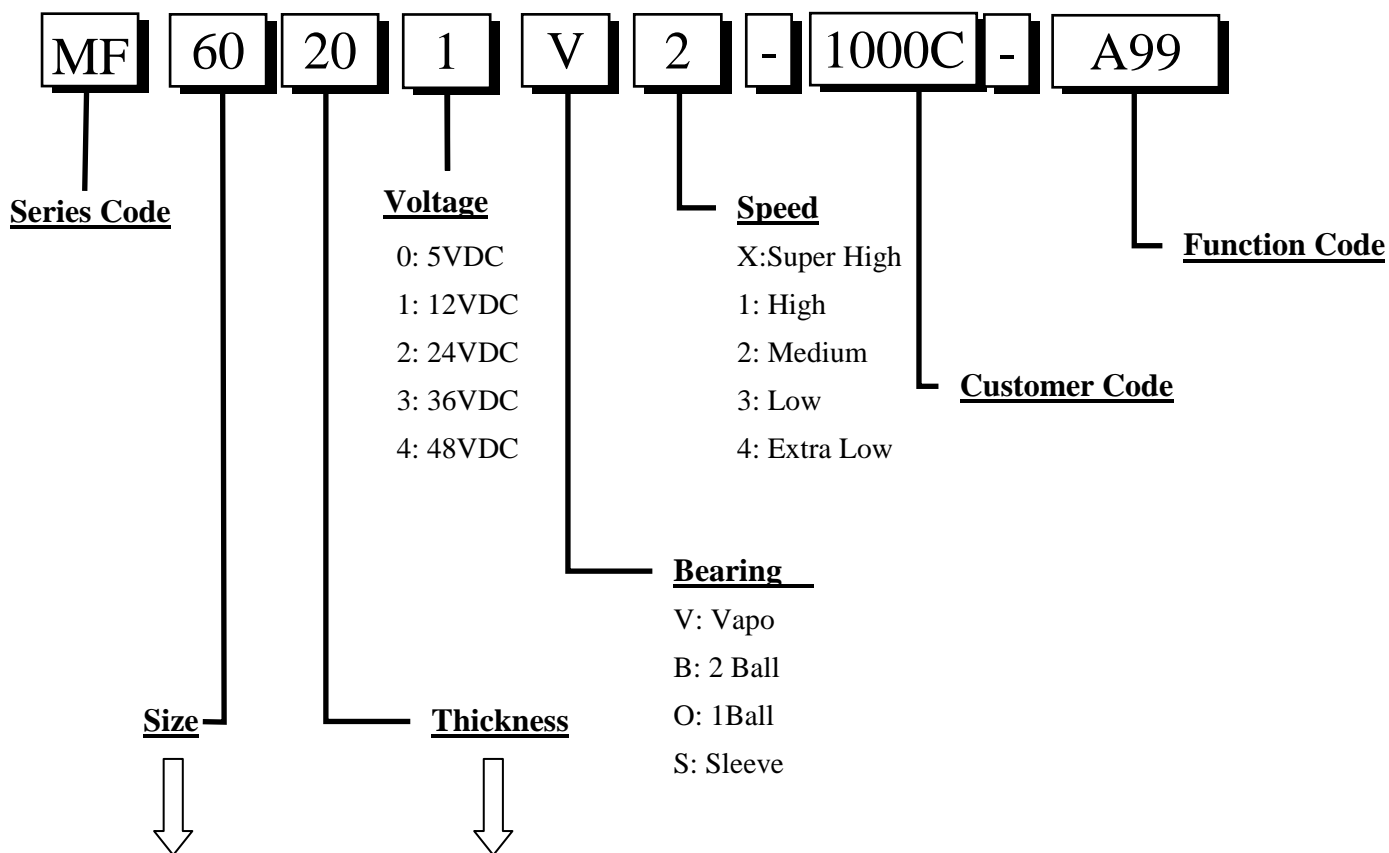 MF 60 20 1 V 2 - 1000C - A99
Series Code
Voltage
0: 5VDC
1: 12VDC
2: 24VDC
3: 36VDC
4: 48VDC
Speed
X:Super High
1: High
2: Medium
3: Low
4: Extra Low
Function Code
Customer Code
Bearing
V: Vapo
B: 2 Ball
O: 1Ball
S: Sleeve
Size
Thickness